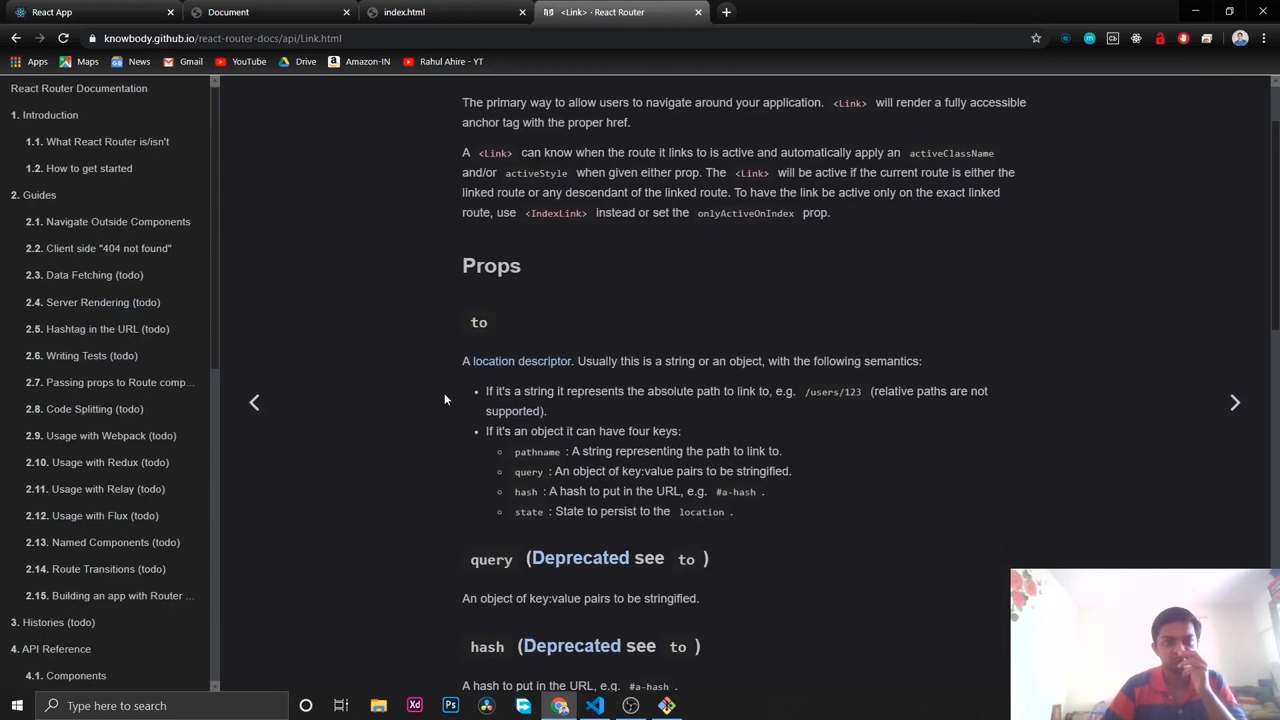 React App
Document
index.html
<Link> · React Router
knowbody.github.io/react-router-docs/api/Link.html
Apps
Maps
News
Gmail
YouTube
Drive
Amazon-IN
Rahul Ahire - YT
React Router Documentation
1. Introduction
1.1. What React Router is/isn't
1.2. How to get started
2. Guides
2.1. Navigate Outside Components
2.2. Client side "404 not found"
2.3. Data Fetching (todo)
2.4. Server Rendering (todo)
2.5. Hashtag in the URL (todo)
2.6. Writing Tests (todo)
2.7. Passing props to Route comp...
2.8. Code Splitting (todo)
2.9. Usage with Webpack (todo)
2.10. Usage with Redux (todo)
2.11. Usage with Relay (todo)
2.12. Usage with Flux (todo)
2.13. Named Components (todo)
2.14. Route Transitions (todo)
2.15. Building an app with Router ...
3. Histories (todo)
4. API Reference
4.1. Components
The primary way to allow users to navigate around your application. <Link> will render a fully accessible
anchor tag with the proper href.
A <Link> can know when the route it links to is active and automatically apply an activeClassName
and/or activeStyle when given either prop. The <Link> will be active if the current route is either the
linked route or any descendant of the linked route. To have the link be active only on the exact linked
route, use <IndexLink> instead or set the onlyActiveOnIndex prop.
Props
to
A location descriptor. Usually this is a string or an object, with the following semantics:
• If it's a string it represents the absolute path to link to, e.g. /users/123 (relative paths are not
supported).
• If it's an object it can have four keys:
○ pathname : A string representing the path to link to.
○ query : An object of key:value pairs to be stringified.
○ hash : A hash to put in the URL, e.g. #a-hash .
○ state : State to persist to the location .
query (Deprecated see to )
An object of key:value pairs to be stringified.
hash (Deprecated see to )
A hash to put in the URL, e.g. #a-hash .
Type here to search
Xd
Ps